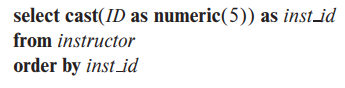 select cast(ID as numeric(5)) as inst_id
from instructor
order by inst_id